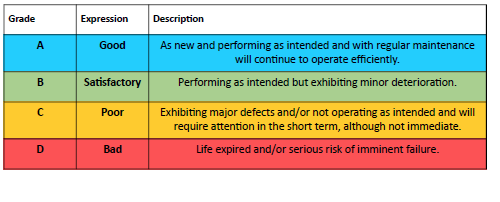 Grade Expression Description
A Good As new and performing as intended and with regular maintenance
will continue to operate efficiently.
B Satisfactory Performing as intended but exhibiting minor deterioration.
C Poor Exhibiting major defects and/or not operating as intended and will
require attention in the short term, although not immediate.
D Bad Life expired and/or serious risk of imminent failure.